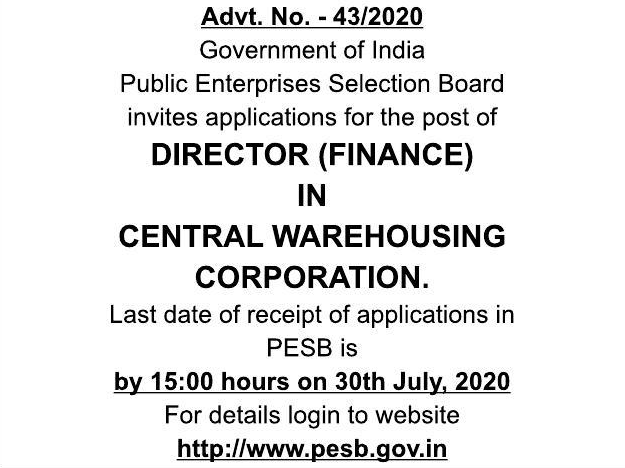 Advt. No. - 43/2020
Government of India
Public Enterprises Selection Board
invites applications for the post of
DIRECTOR (FINANCE)
IN
CENTRAL WAREHOUSING
CORPORATION.
Last date of receipt of applications in
PESB is
by 15:00 hours on 30th July, 2020
For details login to website
http://www.pesb.gov.in